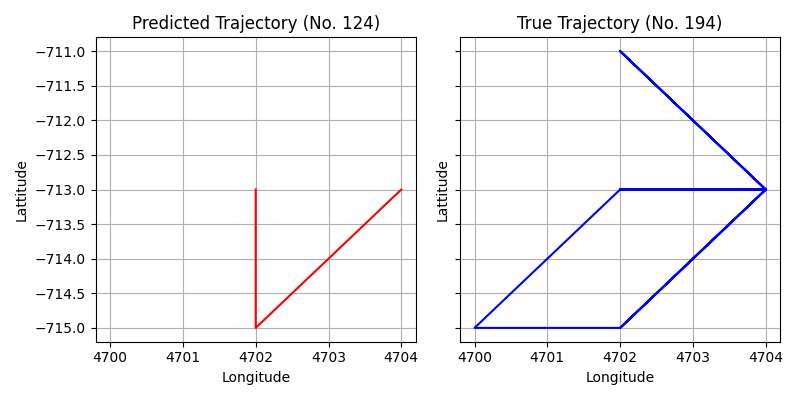 Predicted Trajectory (No. 124)
True Trajectory (No. 194)
−711.0
−711.5
−712.0
−712.5
−713.0
−713.5
−714.0
−714.5
−715.0
Lattitude
Lattitude
4700 4701 4702 4703 4704
4700 4701 4702 4703 4704
Longitude
Longitude